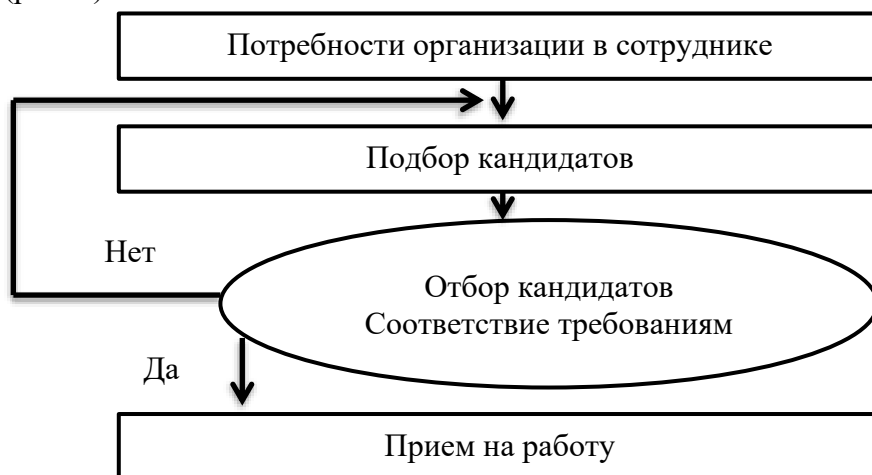 Потребности организации в сотруднике
Подбор кандидатов
Нет
Отбор кандидатов
Соответствие требованиям
Да
Прием на работу